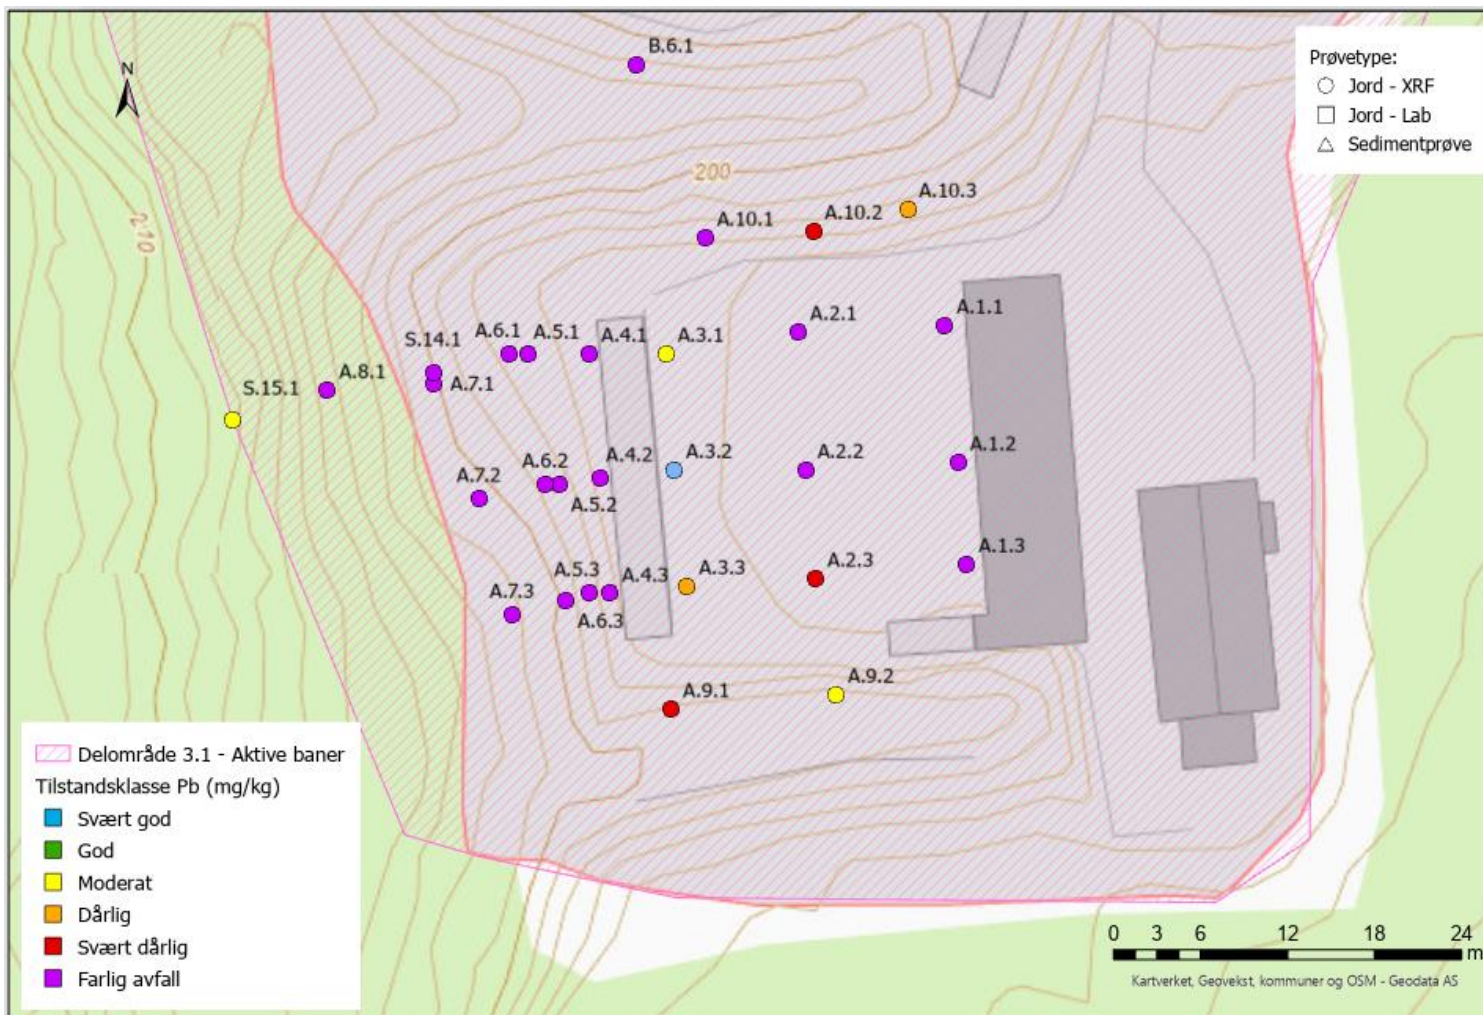 B.6.1
N
Prøvetype:
Jord - XRF
Jord - Lab
Sedimentprøve
200
A.10.3
A.10.2
A.10.1
210
A.1.1
A.2.1
A.6.1 A.5.1 A.4.1 A.3.1
S.14.1
A.8.1 A.7.1
S.15.1
A.1.2
A.6.2 A.4.2 A.3.2 A.2.2
A.7.2
A.5.2
A.1.3
A.5.3 A.4.3 A.3.3 A.2.3
A.7.3
A.6.3
A.9.2
A.9.1
Delområde 3.1 - Aktive baner
Tilstandsklasse Pb (mg/kg)
Svært god
God
Moderat
Dårlig
Svært dårlig
Farlig avfall
0 3 6 12 18 24
m
Kartverket, Geovekst, kommuner og OSM - Geodata AS